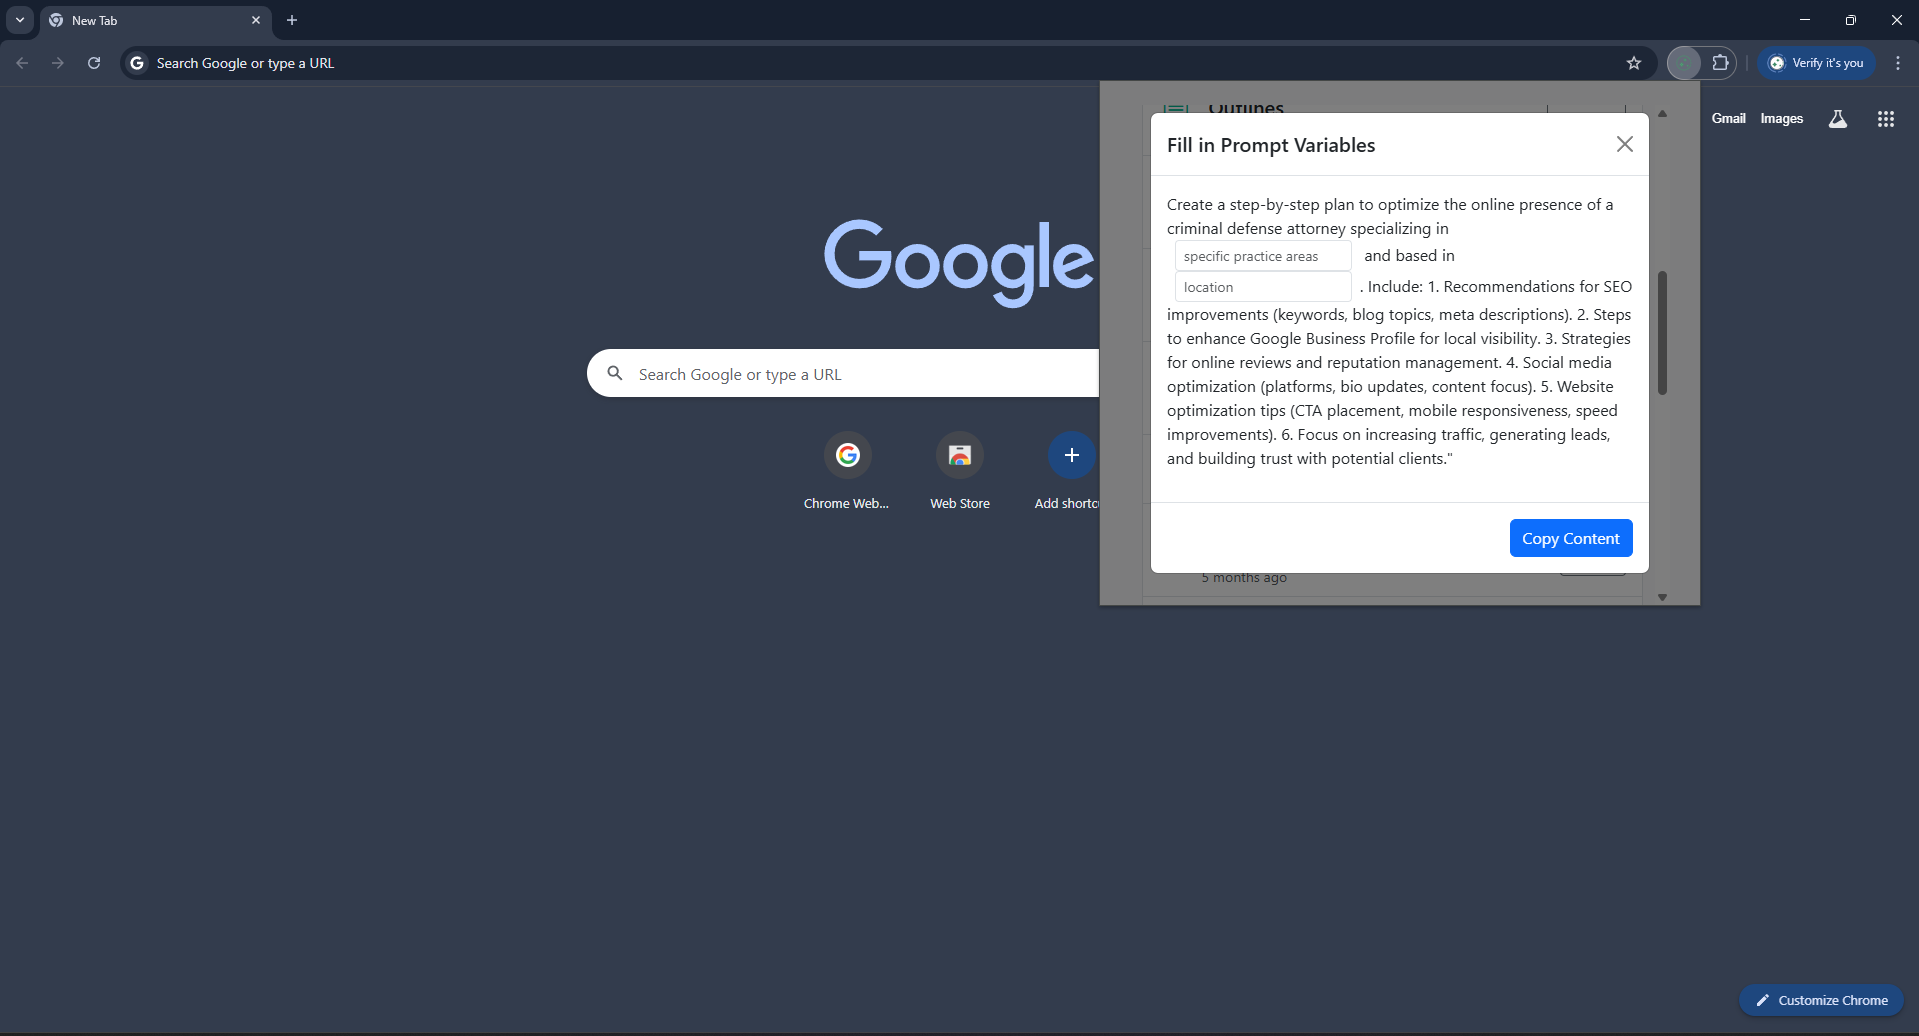 New Tab
Search Google or type a URL
Verify it's you
Gmail Images
Google
Search Google or type a URL
Chrome Web...
Web Store
Add shortc
Outlines
Fill in Prompt Variables
Create a step-by-step plan to optimize the online presence of a
criminal defense attorney specializing in
specific practice areas and based in
location . Include: 1. Recommendations for SEO
improvements (keywords, blog topics, meta descriptions). 2. Steps
to enhance Google Business Profile for local visibility. 3. Strategies
for online reviews and reputation management. 4. Social media
optimization (platforms, bio updates, content focus). 5. Website
optimization tips (CTA placement, mobile responsiveness, speed
improvements). 6. Focus on increasing traffic, generating leads,
and building trust with potential clients."
Copy Content
5 months ago
Customize Chrome